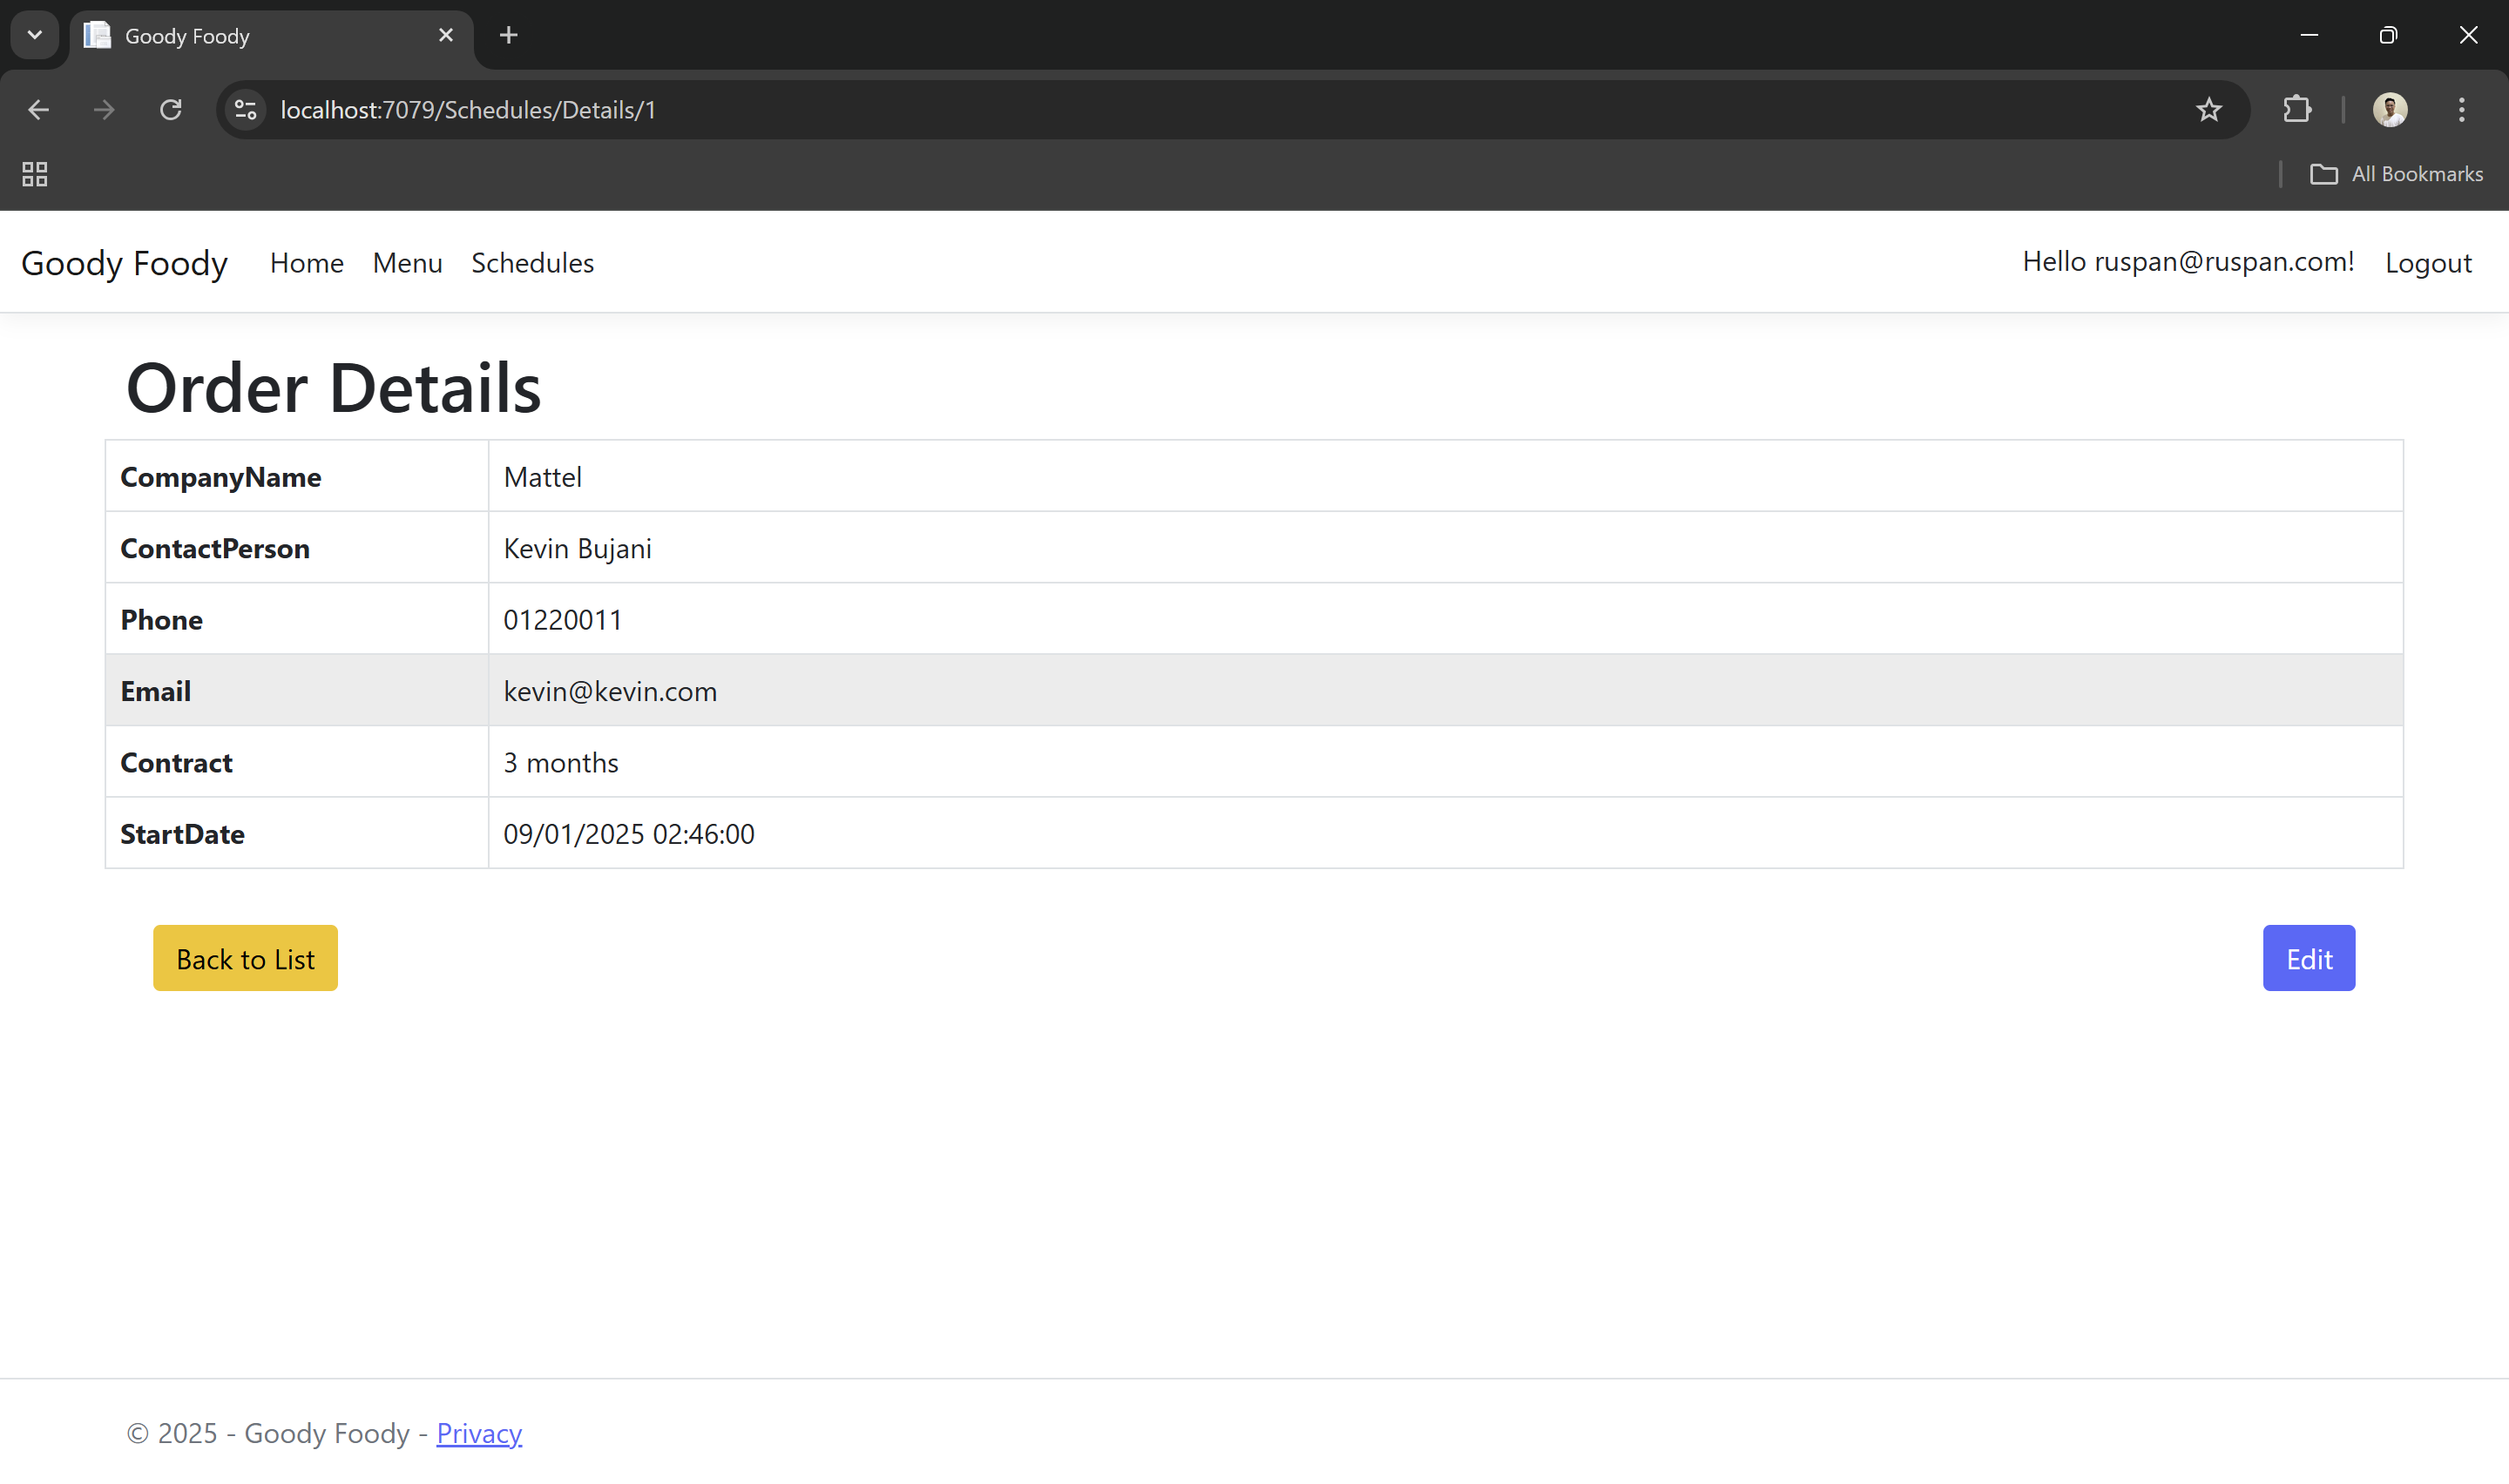 Goody Foody
localhost:7079/Schedules/Details/1
All Bookmarks
Goody Foody Home Menu Schedules Hello ruspan@ruspan.com! Logout
Order Details
CompanyName Mattel
ContactPerson Kevin Bujani
Phone 01220011
Email kevin@kevin.com
Contract 3 months
StartDate 09/01/2025 02:46:00
Back to List Edit
© 2025 - Goody Foody - Privacy